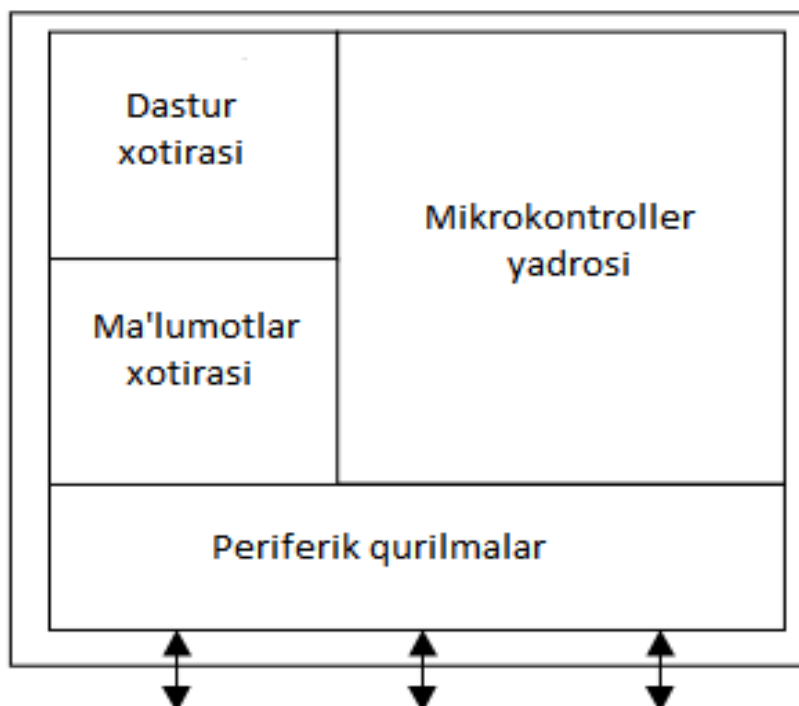 Dastur
xotirasi
Mikrokontroller
yadrosi
Ma'lumotlar
xotirasi
Periferik qurilmalar